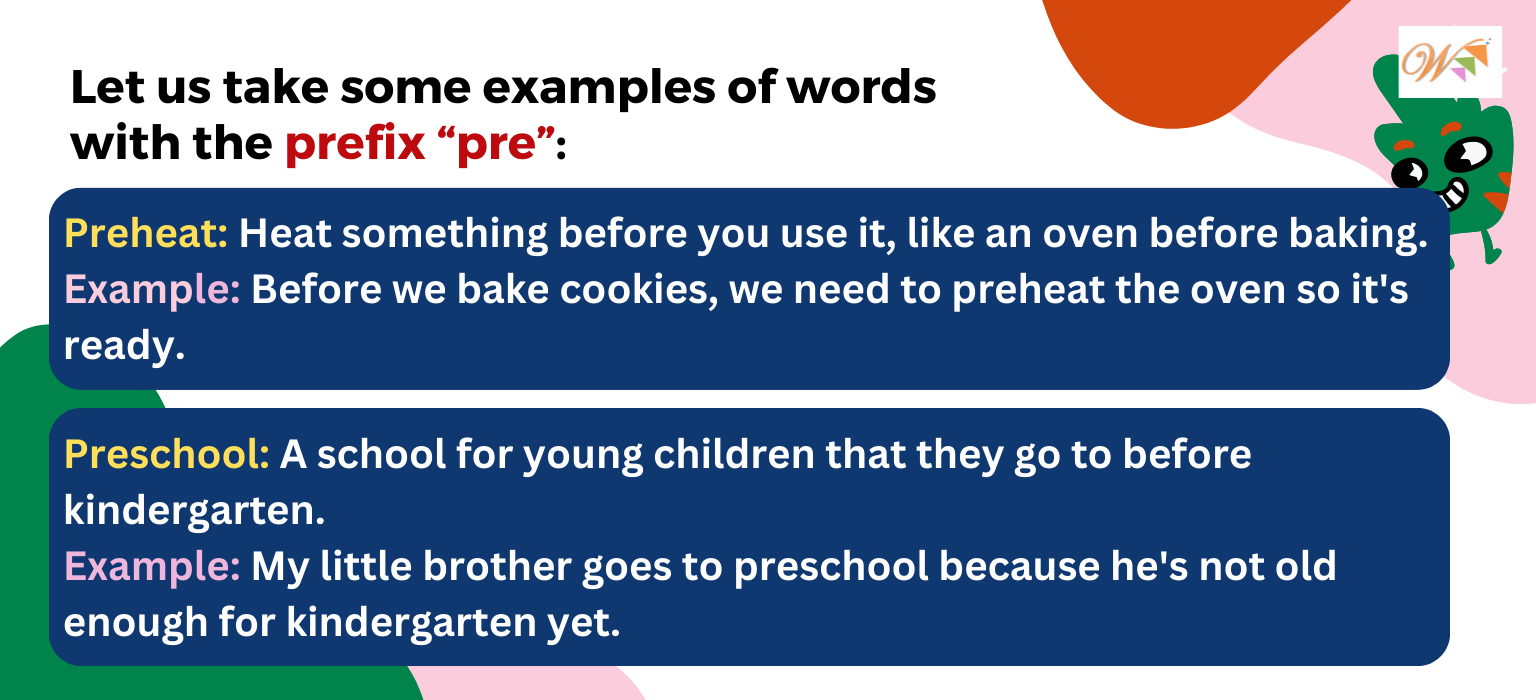 Let us take some examples of words
with the prefix “pre”:
Preheat: Heat something before you use it, like an oven before baking.
Example: Before we bake cookies, we need to preheat the oven so it's
ready.
Preschool: A school for young children that they go to before
kindergarten.
Example: My little brother goes to preschool because he's not old
enough for kindergarten yet.
W